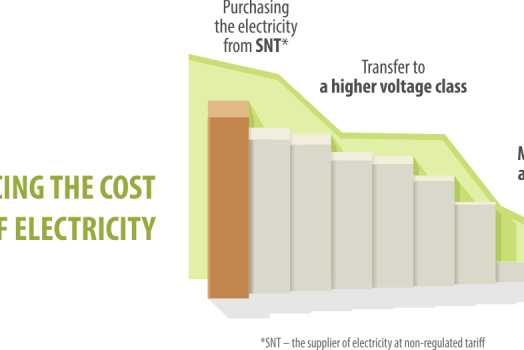 Purchasing
the electricity
from SNT*
Transfer to
a higher voltage class
THE COST
ELECTRICITY
*SNT – the supplier of electricity at non-regulated tariff